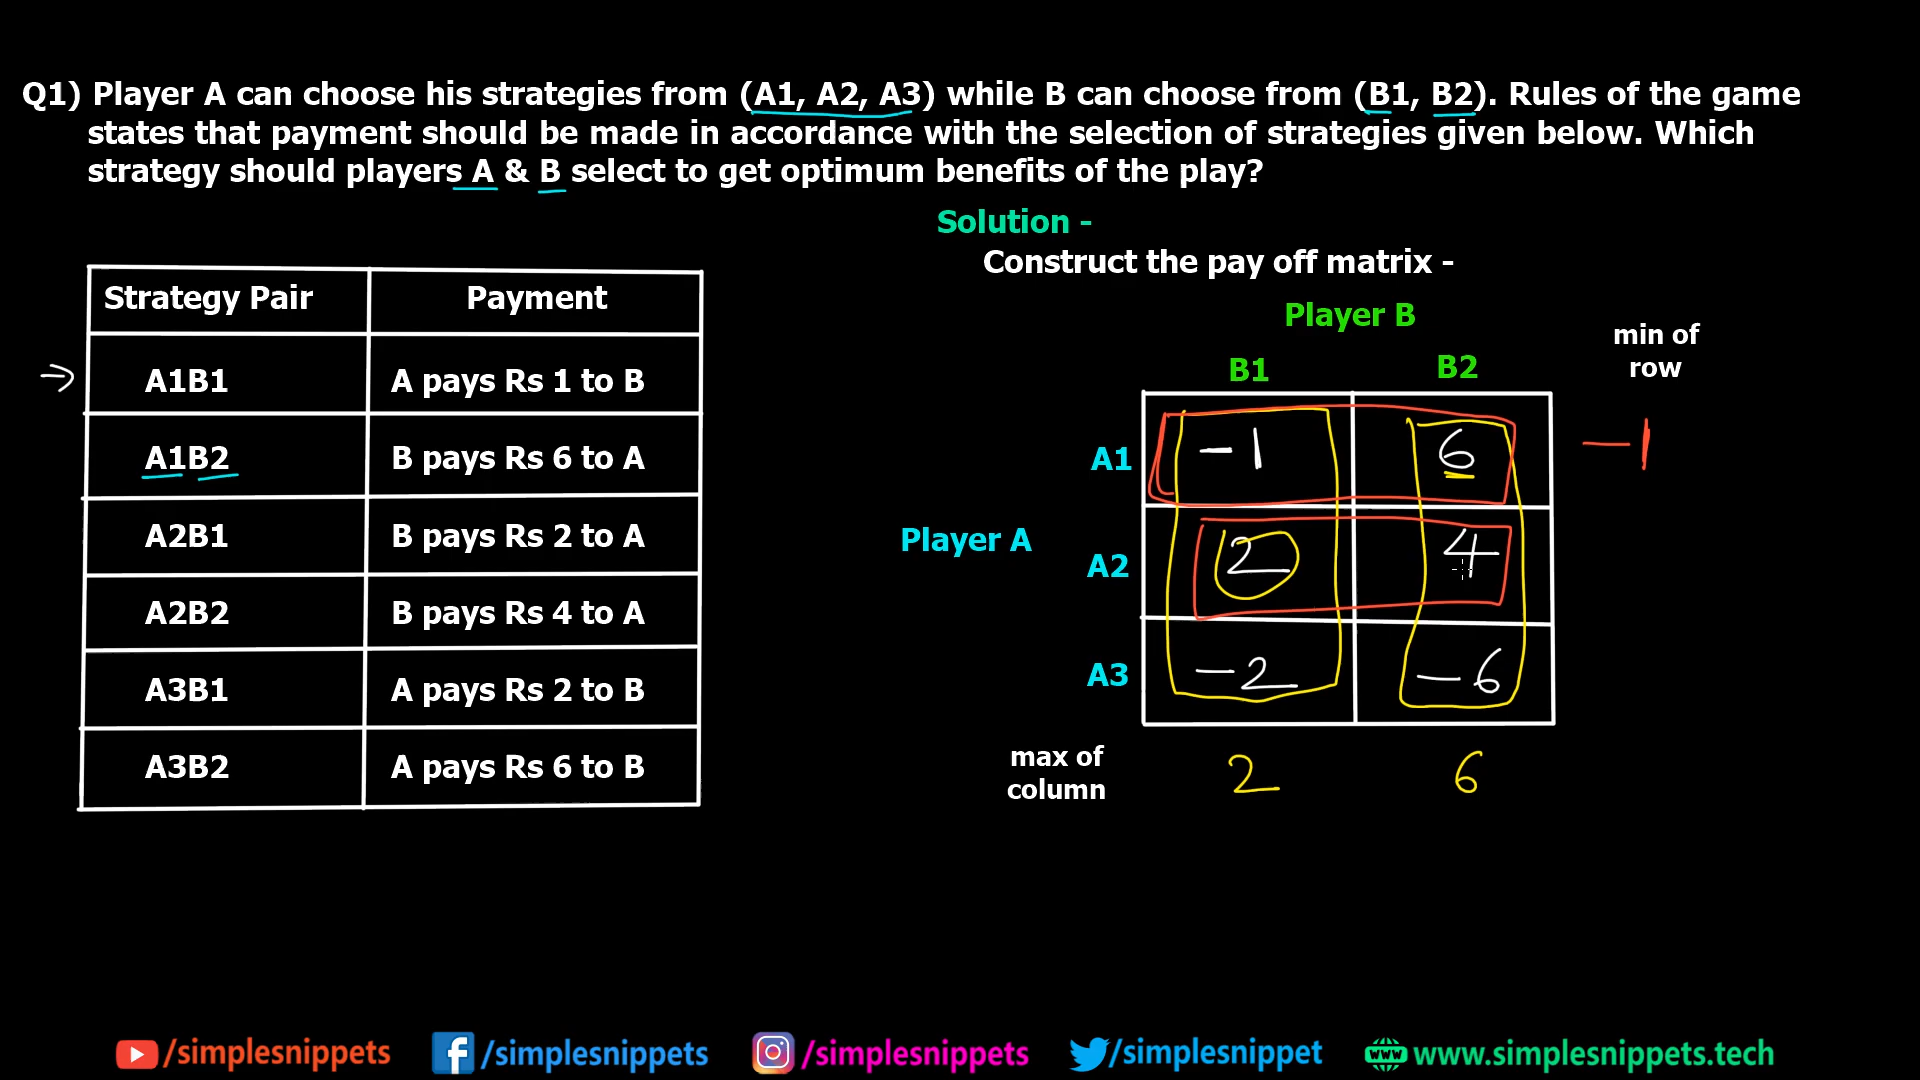 Q1) Player A can choose his strategies from (A1, A2, A3) while B can choose from (B1, B2). Rules of the game
states that payment should be made in accordance with the selection of strategies given below. Which
strategy should players A & B select to get optimum benefits of the play?
Solution -
Construct the pay off matrix -
Strategy Pair Payment
A1B1 A pays Rs 1 to B
A1B2 B pays Rs 6 to A
A2B1 B pays Rs 2 to A
A2B2 B pays Rs 4 to A
A3B1 A pays Rs 2 to B
A3B2 A pays Rs 6 to B
Player B
min of
row
B1 B2
A1 -1 6 -1
Player A
A2 2 4
A3 -2 -6
max of
column
2 6
/simplesnippets /simplesnippets /simplesnippets /simplesnippet www www.simplesnippets.tech